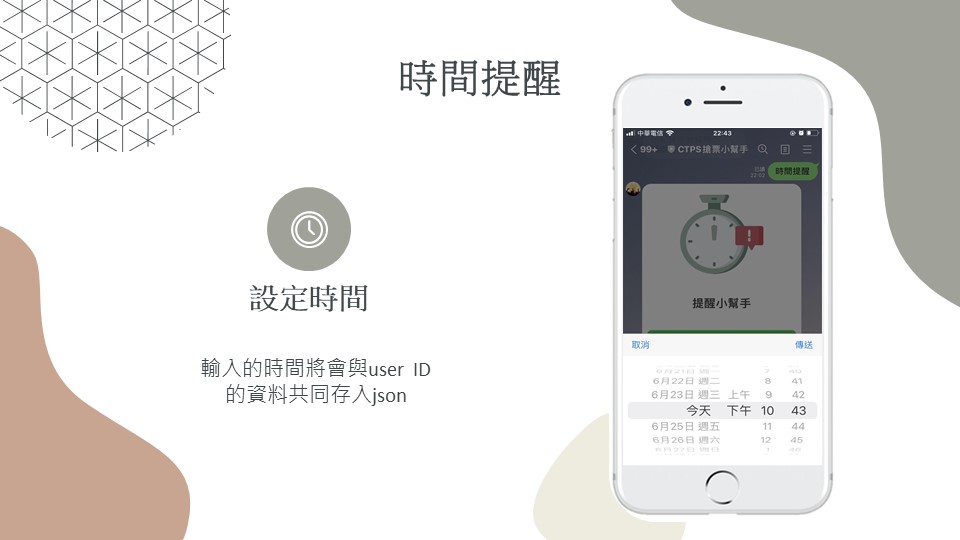 時間提醒
設定時間
輸入的時間將會與user ID
的資料共同存入json
中華電信
22:43
99+
CTPS搶票小幫手
已讀
時間提醒
提醒小幫手
取消 傳送
6月22日 週二 8 41
6月23日 週三 上午 9 42
今天 下午 10 43
6月25日 週五 11 44
6月26日 週六 12 45